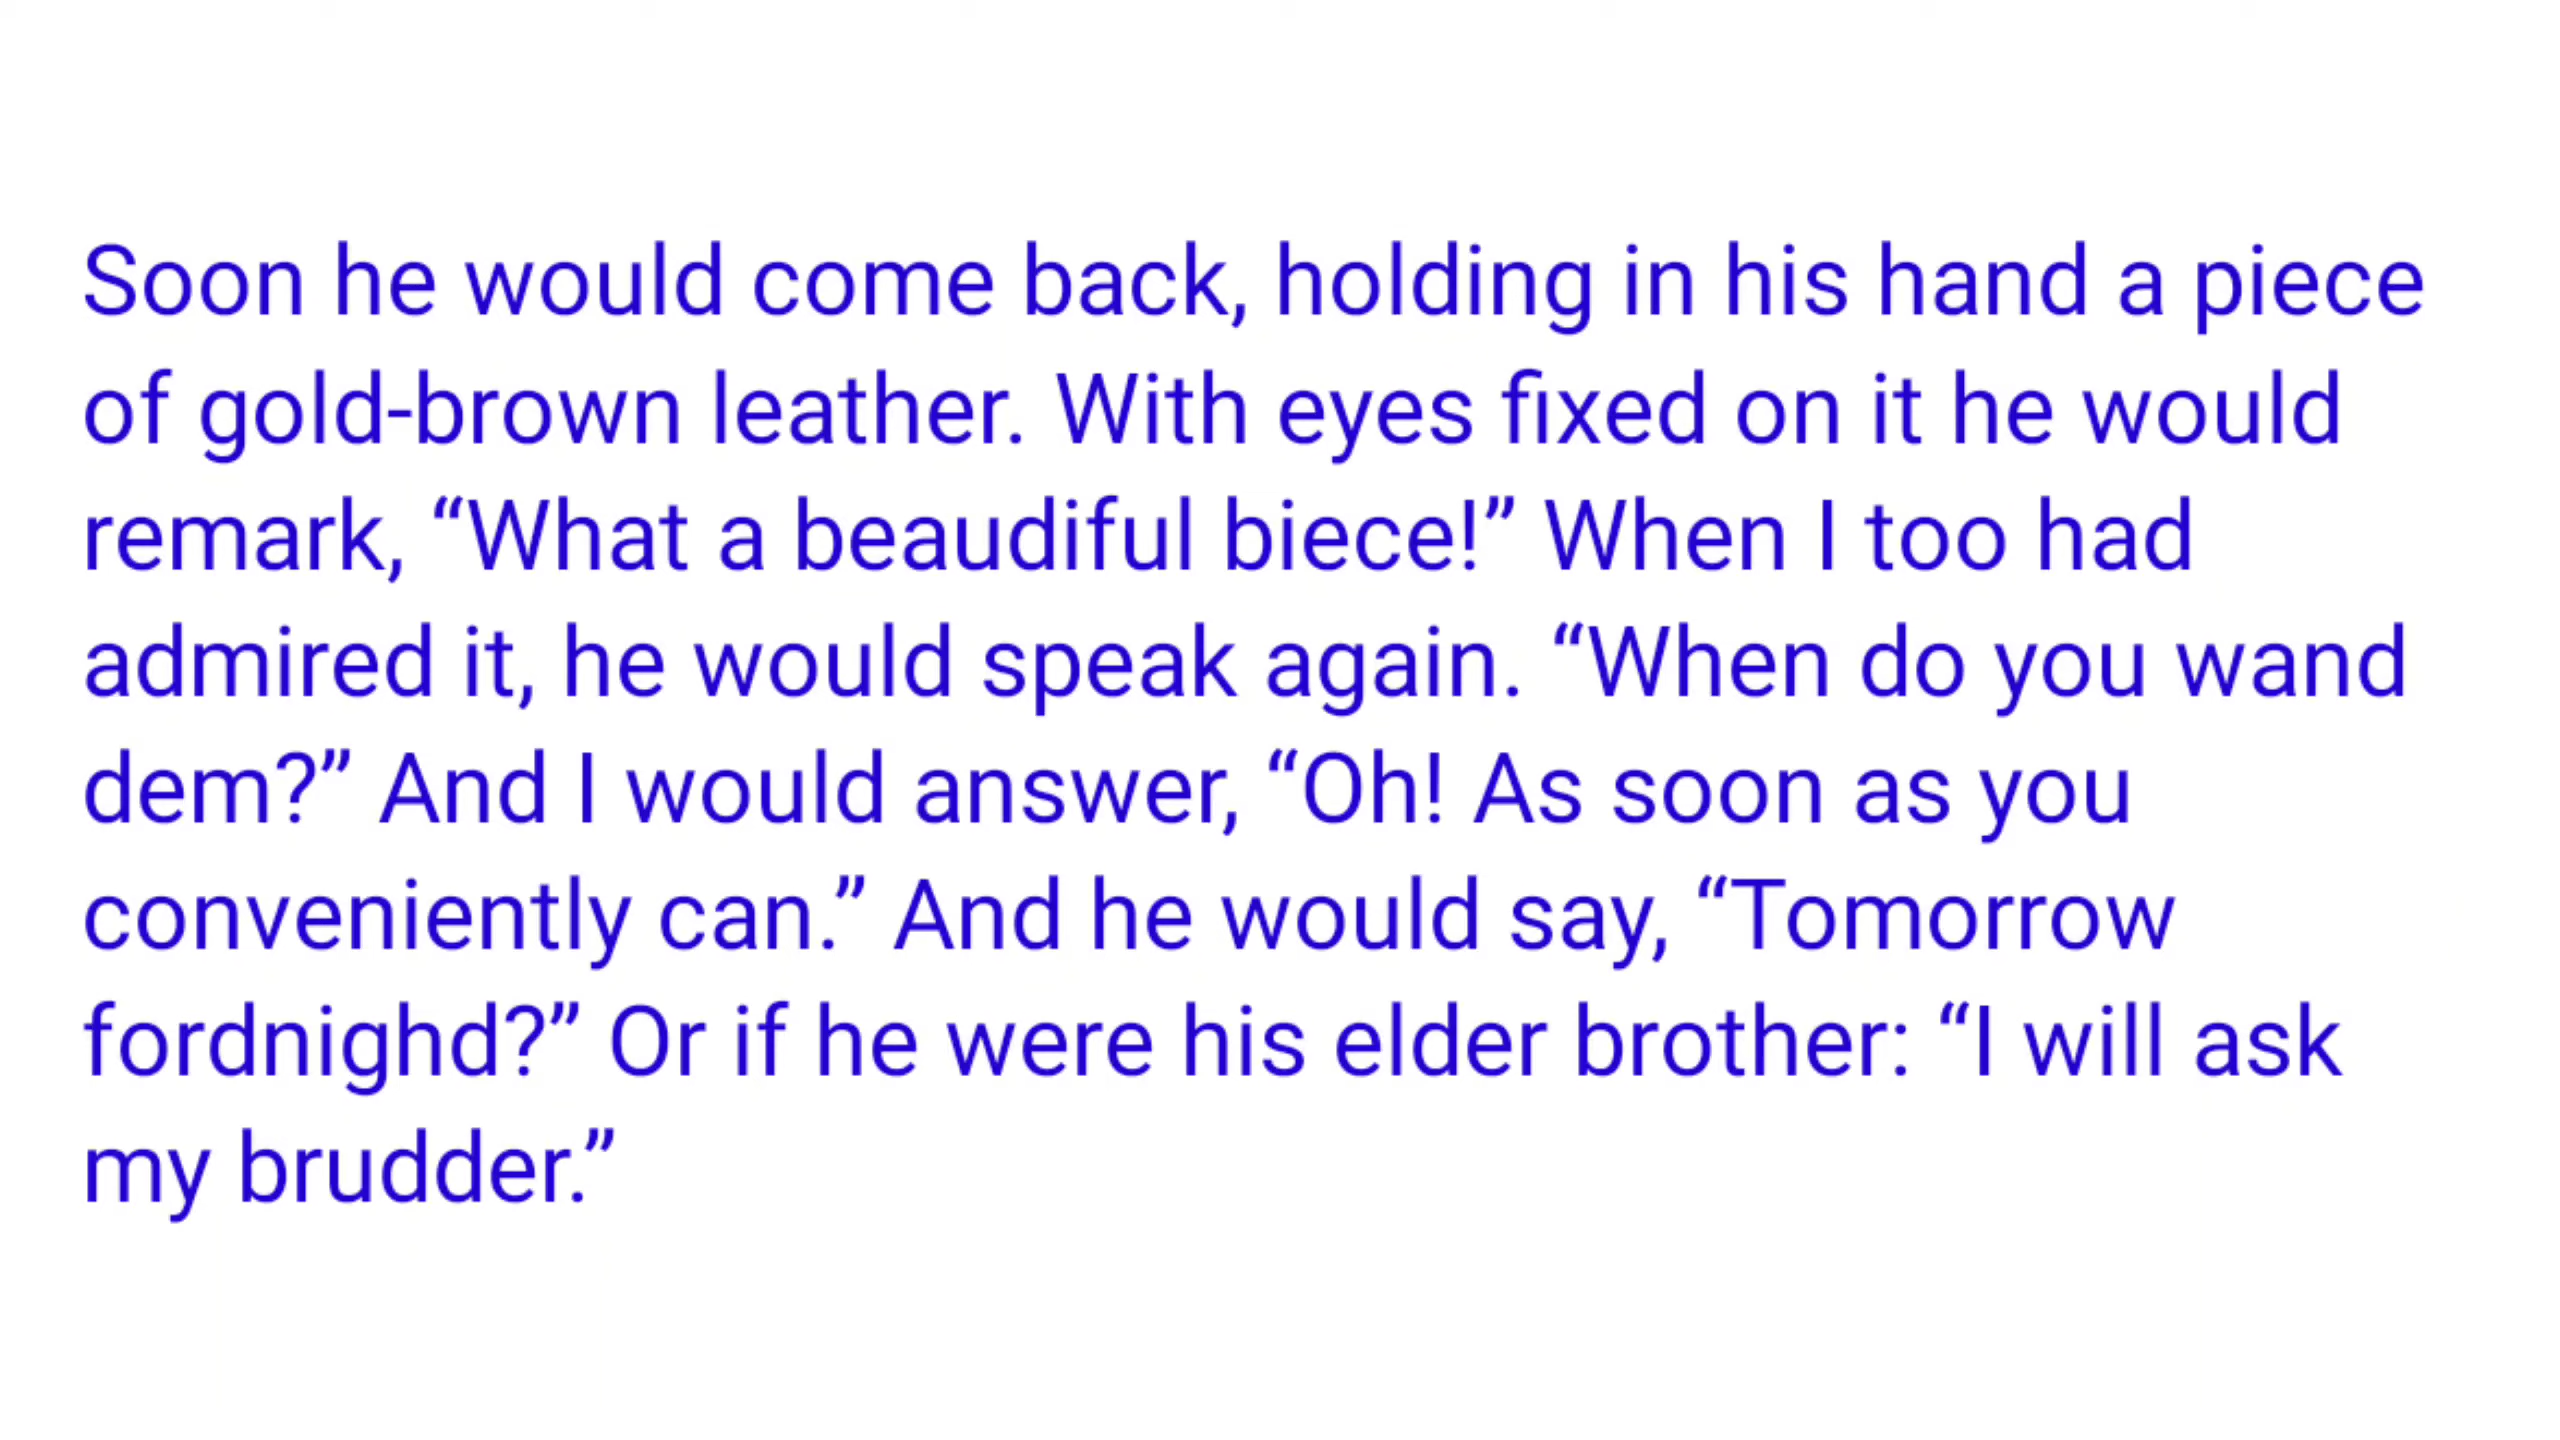 Soon he would come back, holding in his hand a piece
of gold-brown leather. With eyes fixed on it he would
remark, “What a beaudiful biece!” When I too had
admired it, he would speak again. “When do you wand
dem?” And I would answer, “Oh! As soon as you
conveniently can.” And he would say, “Tomorrow
fordnighd?” Or if he were his elder brother: “I will ask
my brudder.”